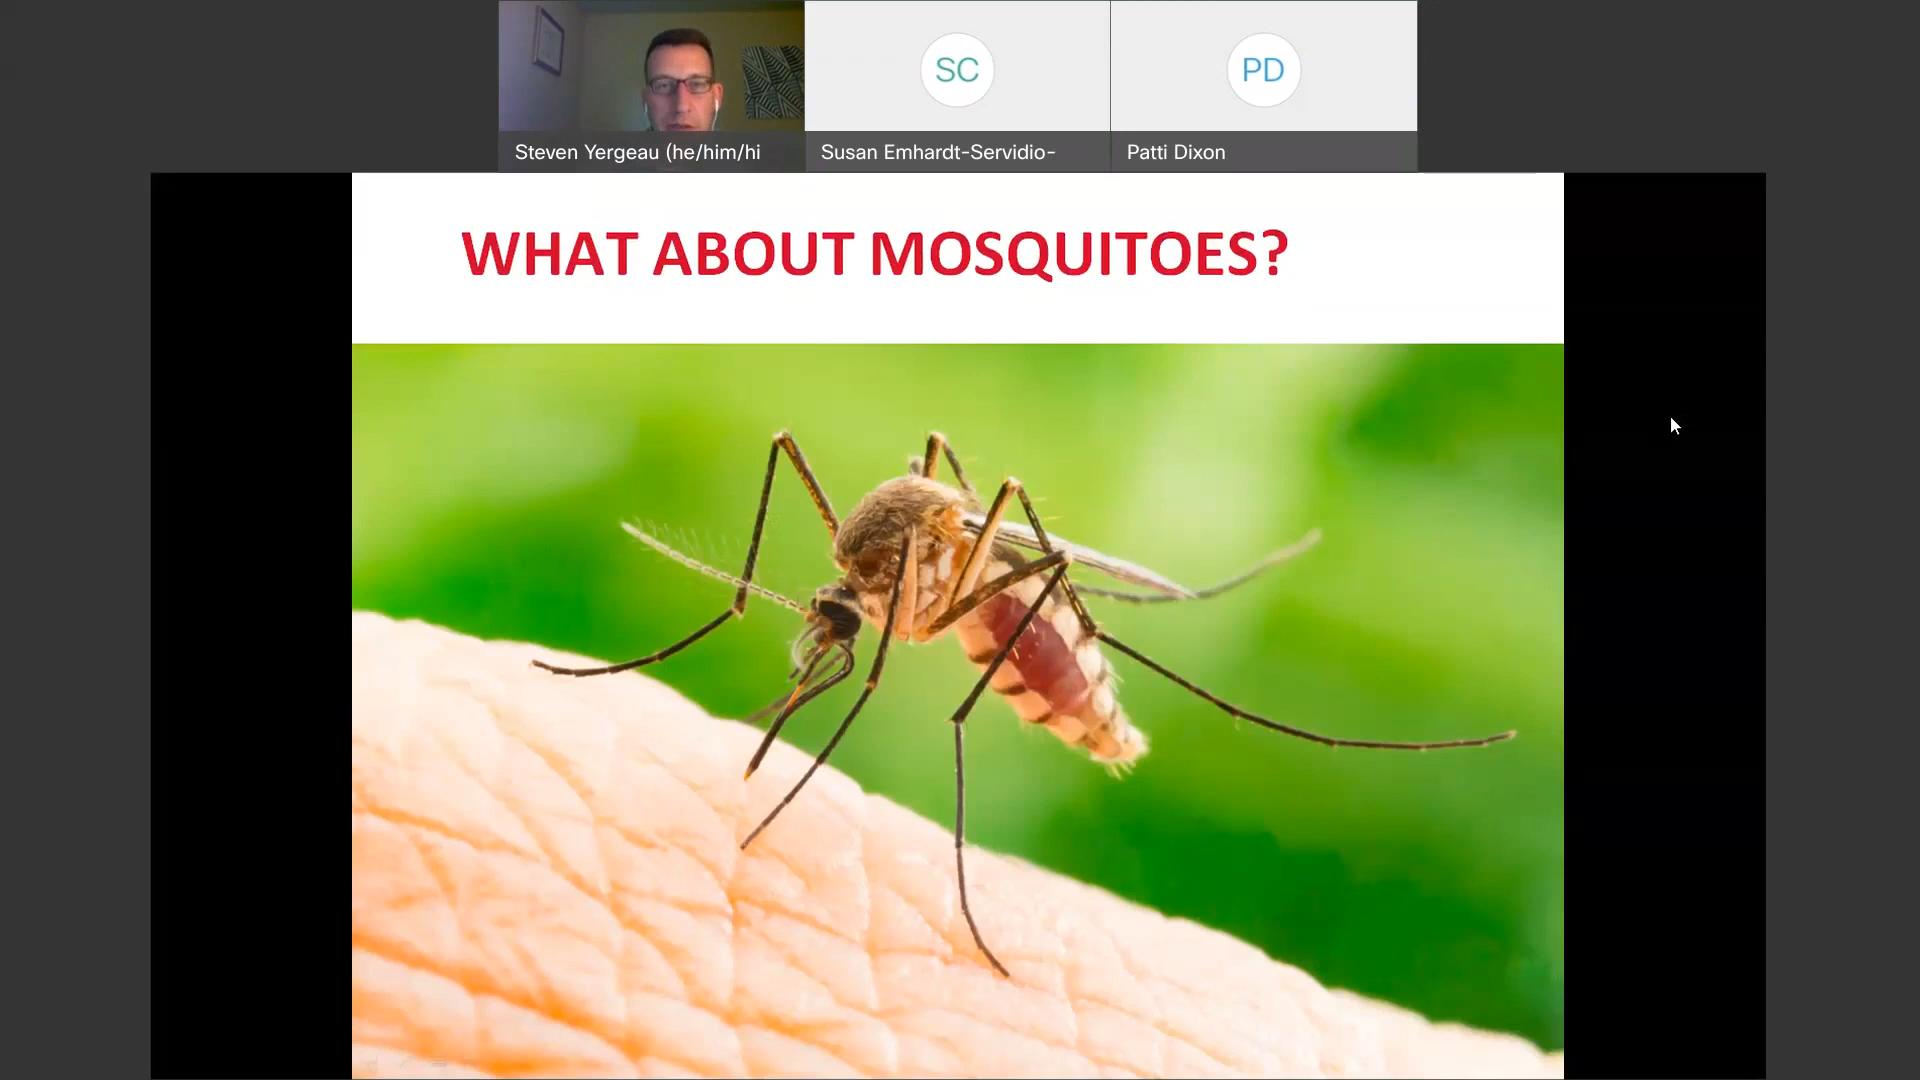 SC
PD
Steven Yergeau (he/him/hi
Susan Emhardt-Servidio-
Patti Dixon
WHAT ABOUT MOSQUITOES?